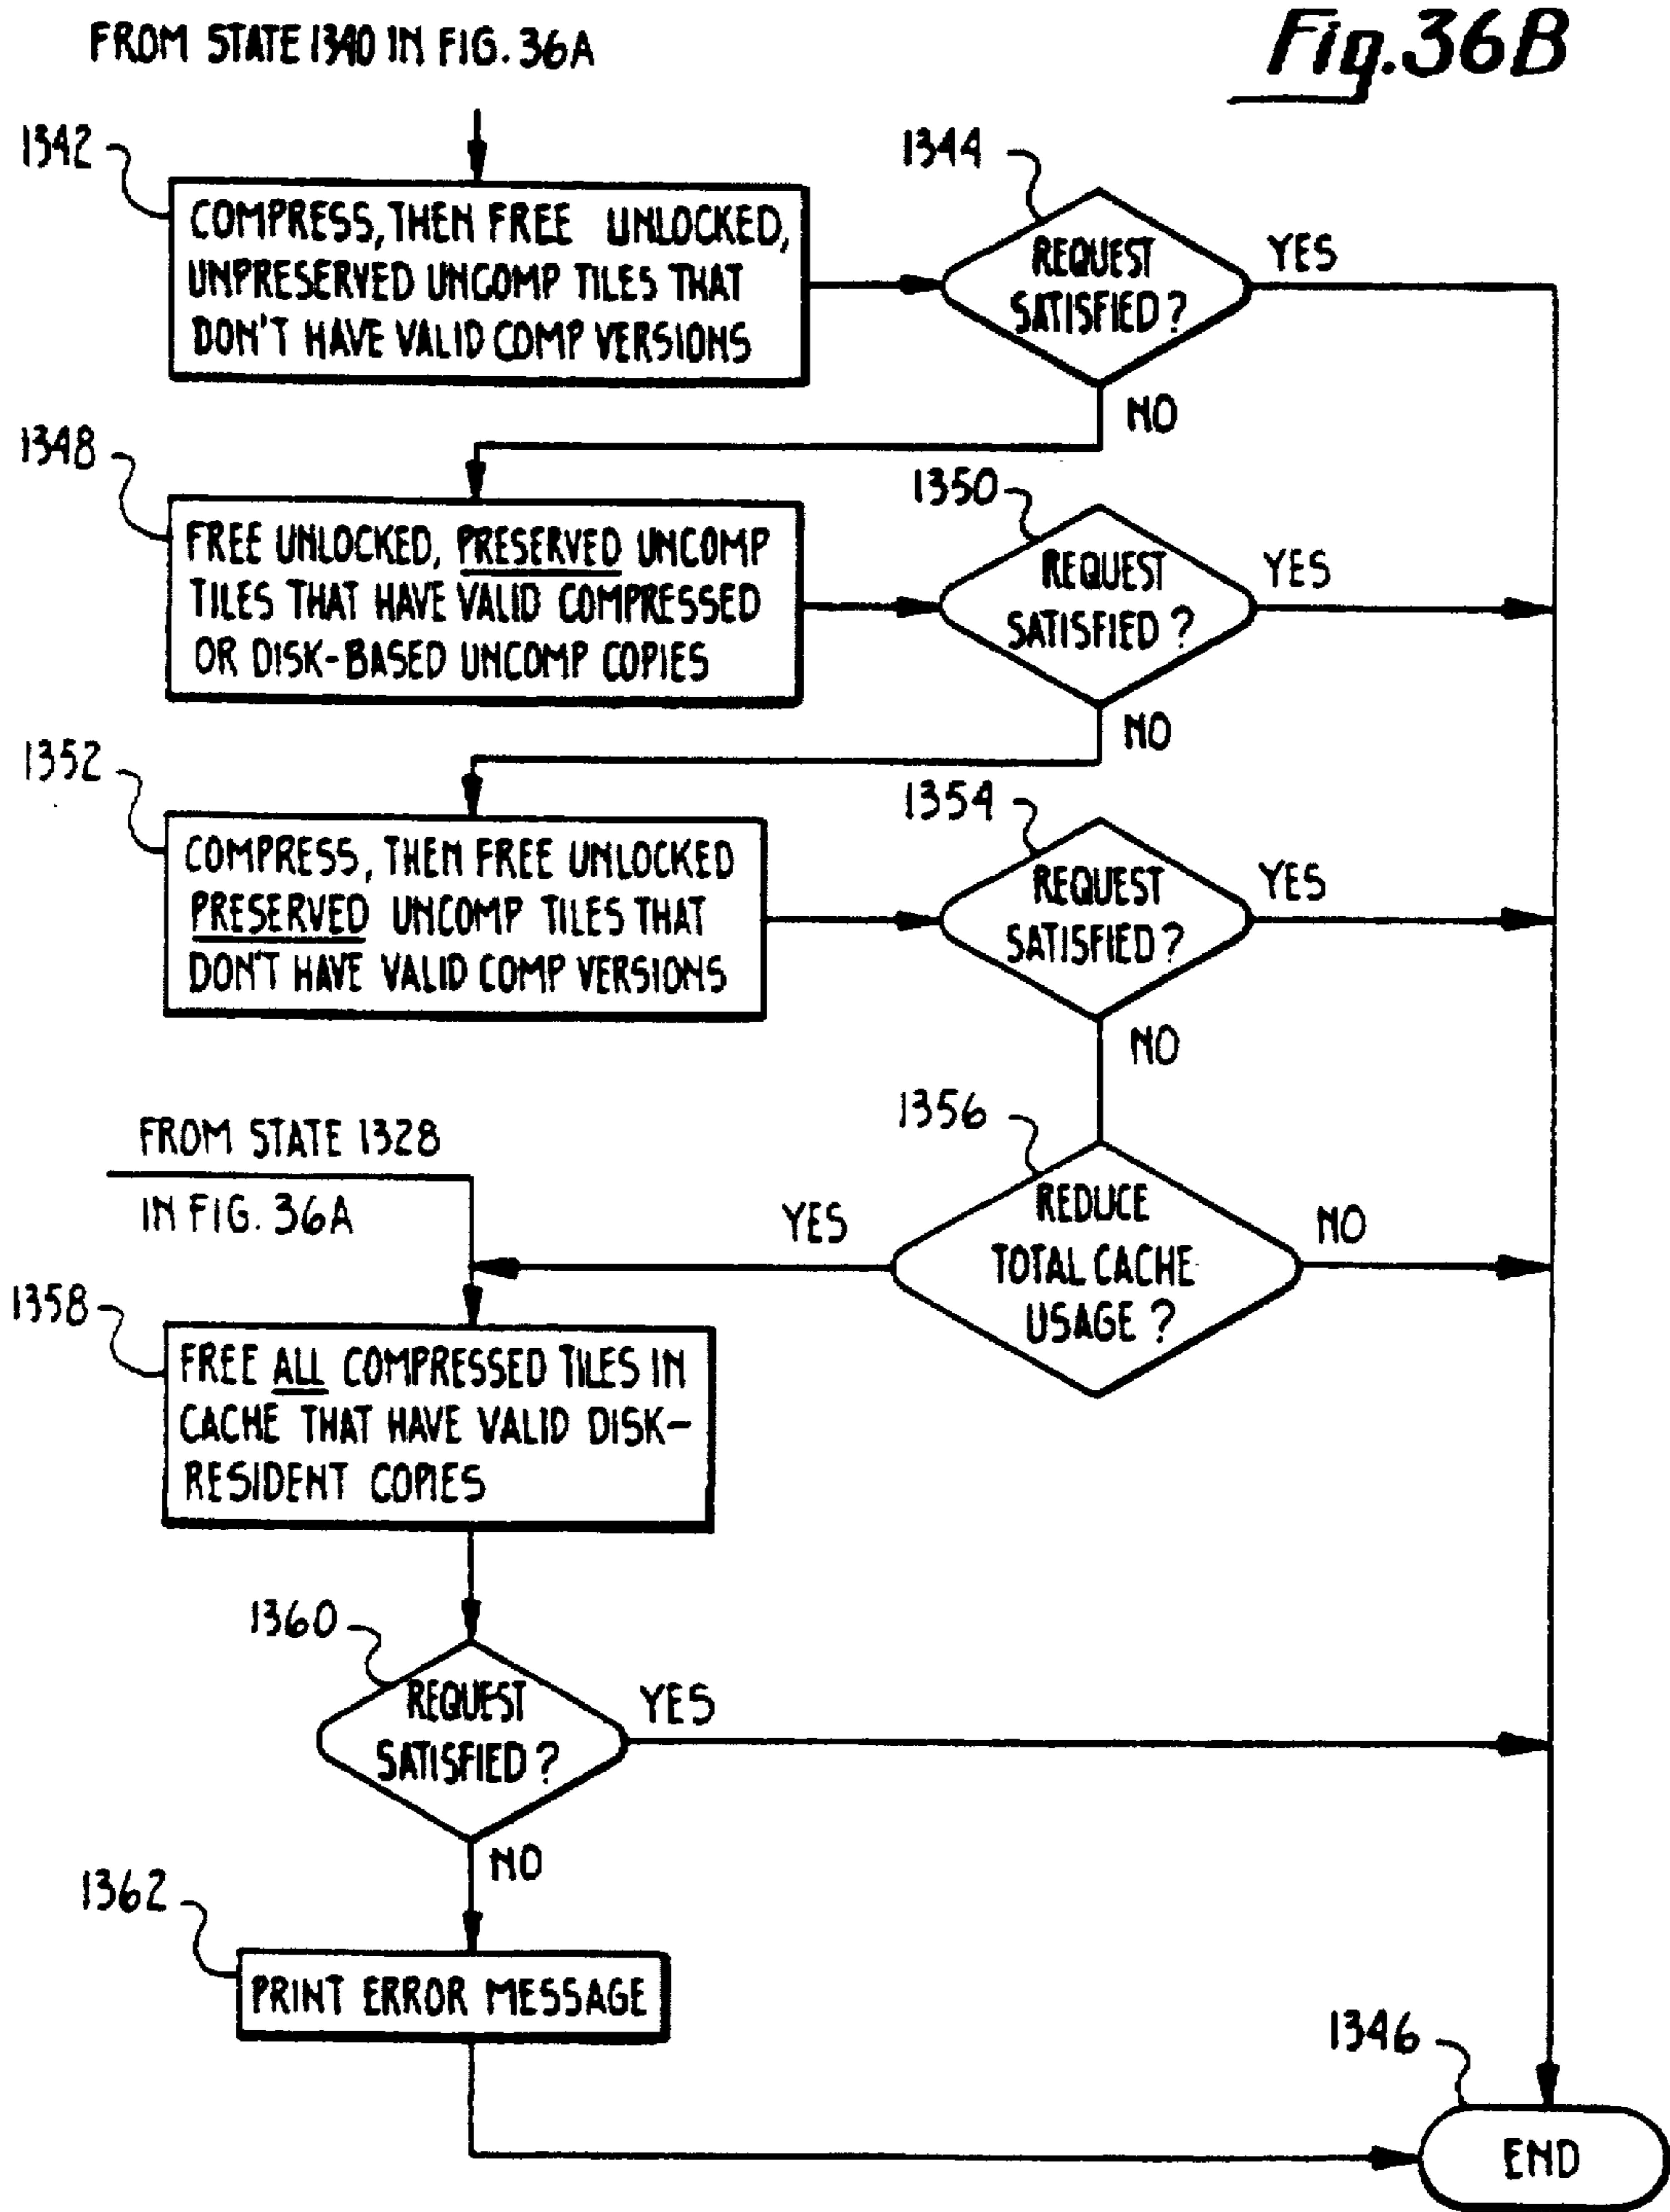 FROM STATE 1340 IN FIG. 36A
Fig. 36B
1342
COMPRESS, THEN FREE UNLOCKED,
UNPRESERVED UNCOMP TILES THAT
DON'T HAVE VALID COMP VERSIONS
1344
REQUEST
SATISFIED?
YES
NO
1348
FREE UNLOCKED, PRESERVED UNCOMP
TILES THAT HAVE VALID COMPRESSED
OR DISK-BASED UNCOMP COPIES
1350
REQUEST
SATISFIED?
YES
NO
1352
COMPRESS, THEN FREE UNLOCKED
PRESERVED UNCOMP TILES THAT
DON'T HAVE VALID COMP VERSIONS
1354
REQUEST
SATISFIED?
YES
NO
FROM STATE 1328
IN FIG. 36A
1356
REDUCE
TOTAL CACHE
USAGE?
YES
NO
1358
FREE ALL COMPRESSED TILES IN
CACHE THAT HAVE VALID DISK-
RESIDENT COPIES
1360
REQUEST
SATISFIED?
YES
NO
1362
PRINT ERROR MESSAGE
1346
END